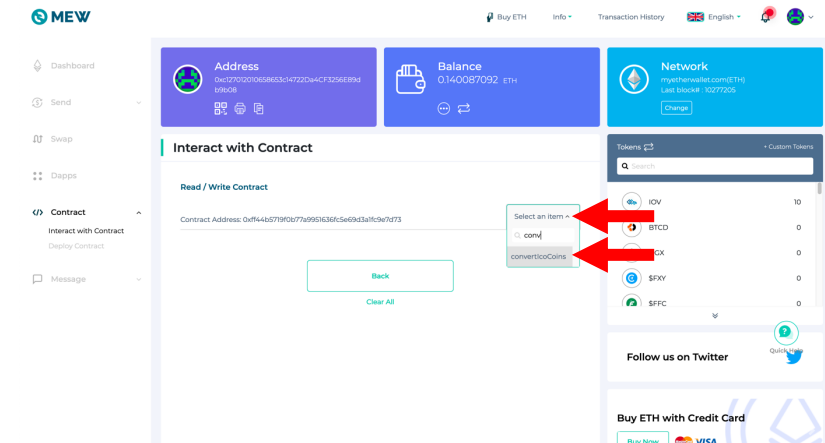 MEW
Buy ETH
Info
Transaction History
English
Dashboard
Send
Swap
Dapps
Contract
Interact with Contract
Deploy Contract
Message
Address
0xc127012010658653c14722Da4CF3256E89d
b9b08
Balance
0.140087092 ETH
Network
myetherwallet.com(ETH)
Last block# : 10277205
Change
Interact with Contract
Read / Write Contract
Contract Address: 0xff44b5719f0b77a9951636fc5e69d3a1fc9e7d73
Select an item
conv
convertIcoCoins
Back
Clear All
Tokens
+ Custom Tokens
Search
IOV 10
BTCD 0
GX 0
$FXY 0
$FFC 0
Quick Help
Follow us on Twitter
Buy ETH with Credit Card
Buy Now
VISA